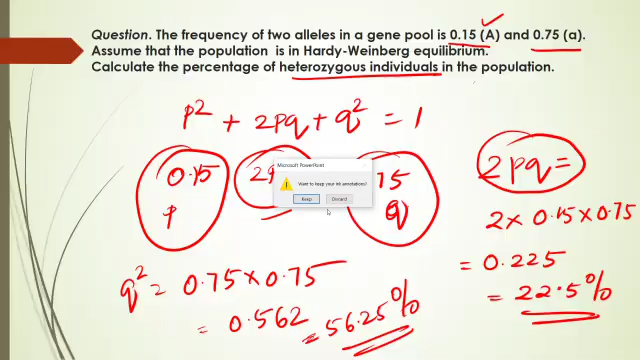 Question. The frequency of two alleles in a gene pool is 0.15 (A) and 0.75 (a).
Assume that the population is in Hardy-Weinberg equilibrium.
Calculate the percentage of heterozygous individuals in the population.
p² + 2pq + q² = 1
0.15
p
75
q
2pq =
2 × 0.15 × 0.75
= 0.225
= 22.5%
Microsoft PowerPoint
Want to keep your ink annotations?
Keep Discard
q² = 0.75 × 0.75
= 0.562
= 56.25%